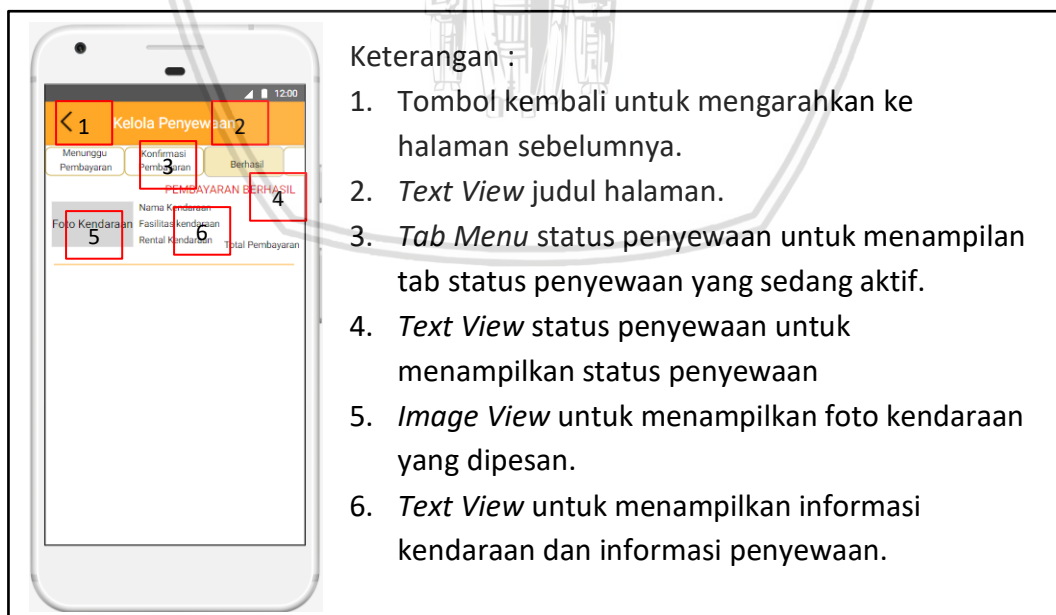 12:00
1 Kelola Penyewaan 2
Menunggu
Pembayaran
Konfirmasi
Pembayaran
3
Berhasil
PEMBAYARAN BERHASIL
4
Foto Kendaraan
5
Nama Kendaraan
Fasilitas kendaraan
Rental Kendaraan
6
Total Pembayaran
Keterangan :
1. Tombol kembali untuk mengarahkan ke
halaman sebelumnya.
2. Text View judul halaman.
3. Tab Menu status penyewaan untuk menampilan
tab status penyewaan yang sedang aktif.
4. Text View status penyewaan untuk
menampilkan status penyewaan
5. Image View untuk menampilkan foto kendaraan
yang dipesan.
6. Text View untuk menampilkan informasi
kendaraan dan informasi penyewaan.